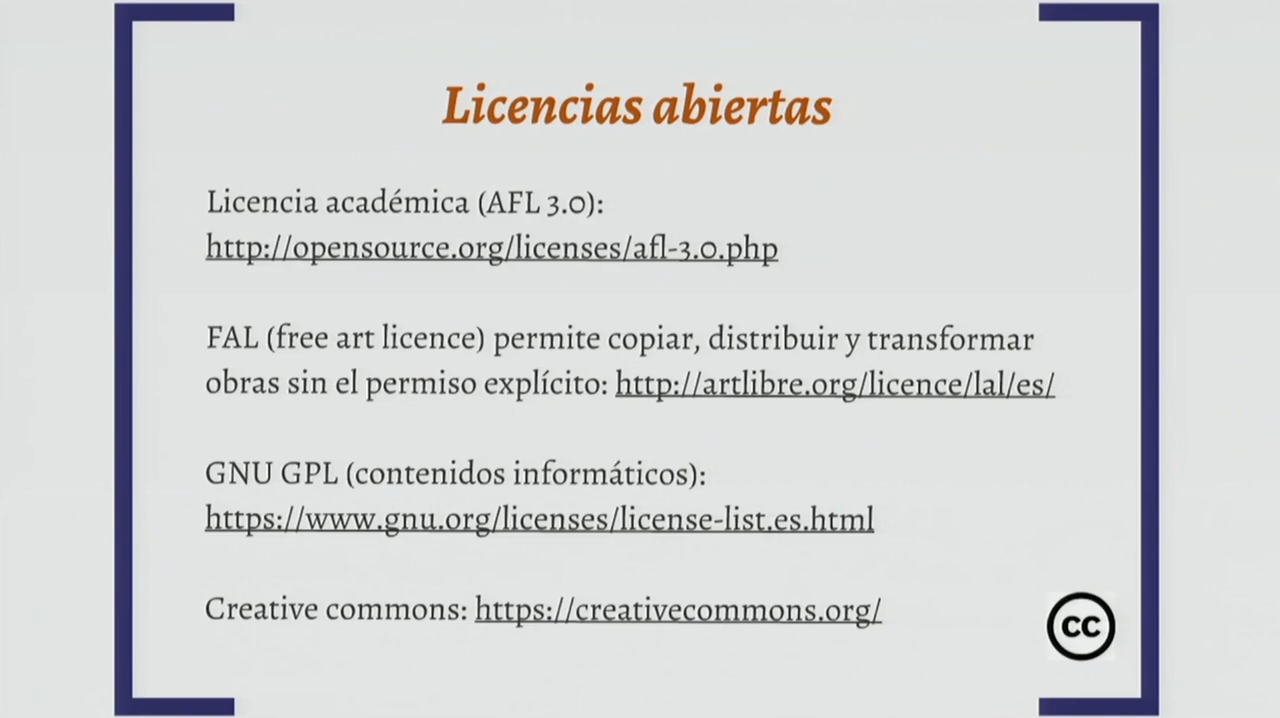 Licencias abiertas
Licencia académica (AFL 3.0):
http://opensource.org/licenses/afl-3.0.php
FAL (free art licence) permite copiar, distribuir y transformar
obras sin el permiso explícito: http://artlibre.org/licence/lal/es/
GNU GPL (contenidos informáticos):
https://www.gnu.org/licenses/license-list.es.html
Creative commons: https://creativecommons.org/
cc